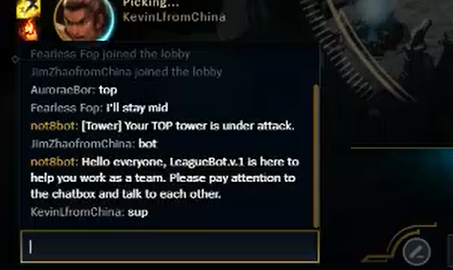 Picking...
KevinLfromChina
Fearless Fop joined the lobby
JimZhaofromChina joined the lobby
AuroraeBor: top
Fearless Fop: i'll stay mid
not8bot: [Tower] Your TOP tower is under attack.
JimZhaofromChina: bot
not8bot: Hello everyone, LeagueBot.v.1 is here to
help you work as a team. Please pay attention to
the chatbox and talk to each other.
KevinLfromChina: sup